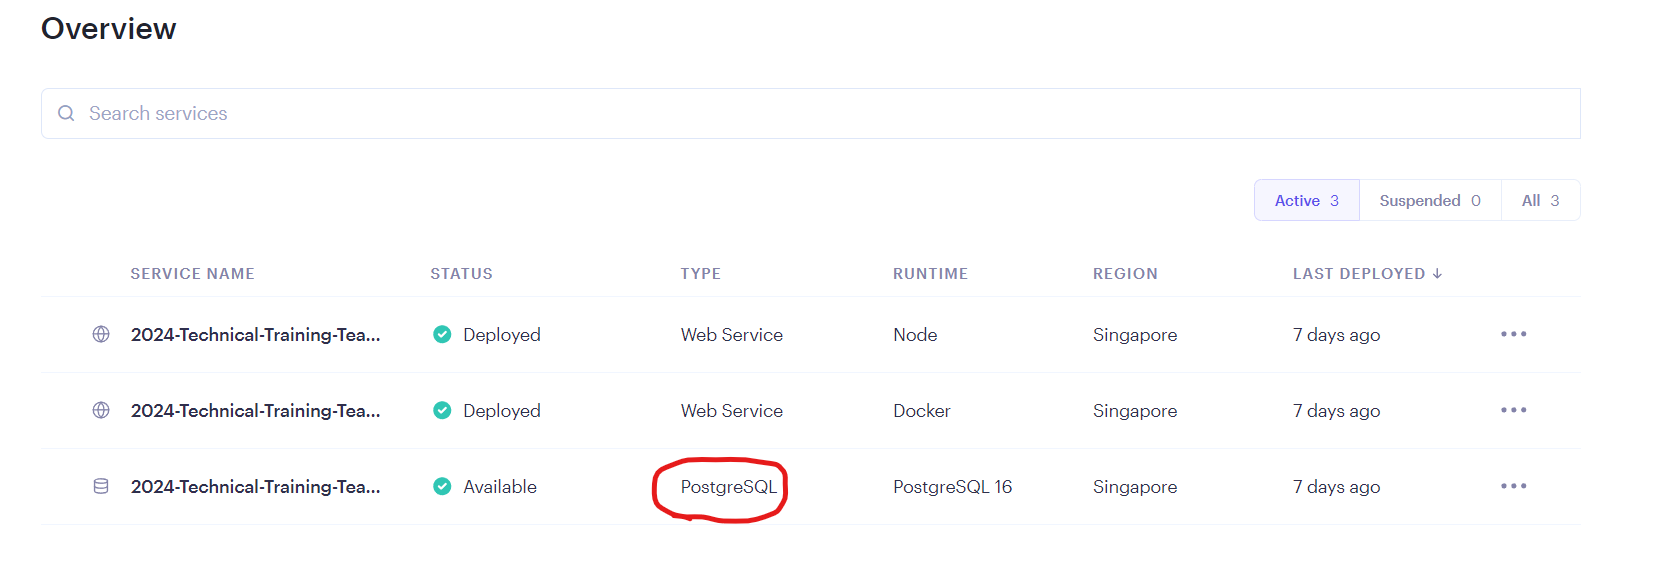 Overview
Search services
Active 3 Suspended 0 All 3
SERVICE NAME STATUS TYPE RUNTIME REGION LAST DEPLOYED ↓
2024-Technical-Training-Tea... Deployed Web Service Node Singapore 7 days ago
2024-Technical-Training-Tea... Deployed Web Service Docker Singapore 7 days ago
2024-Technical-Training-Tea... Available PostgreSQL PostgreSQL 16 Singapore 7 days ago